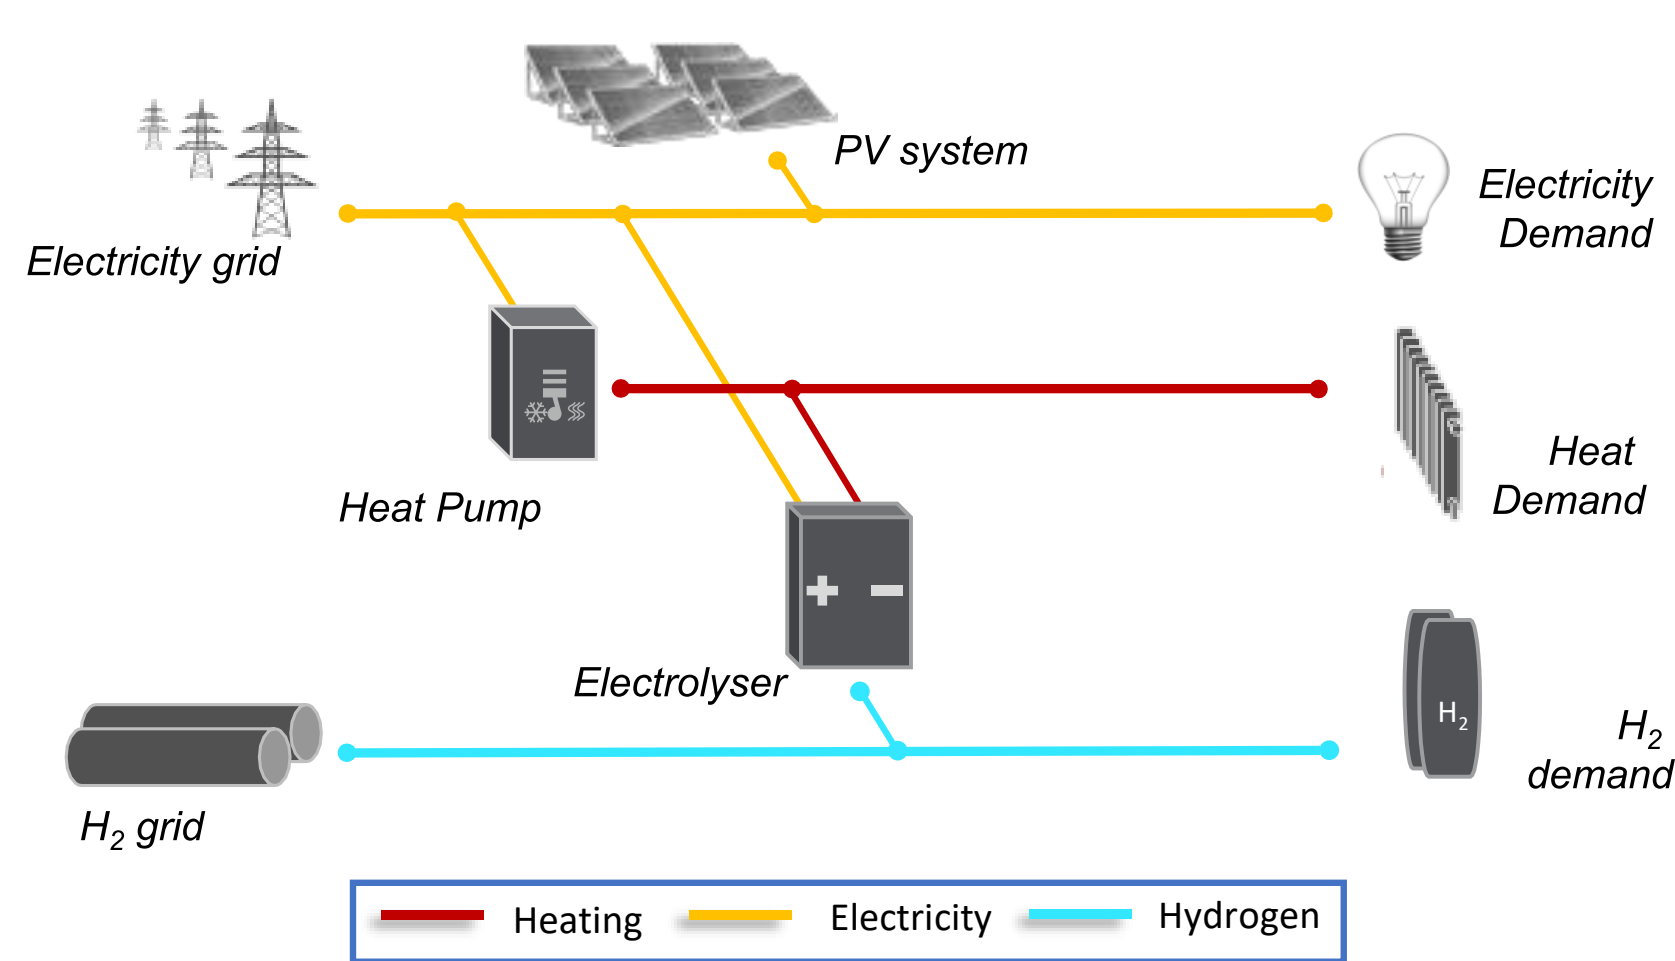 PV system
Electricity
Demand
Electricity grid
Heat
Demand
Heat Pump
Electrolyser
H2
H2
demand
H2 grid
Heating
Electricity
Hydrogen